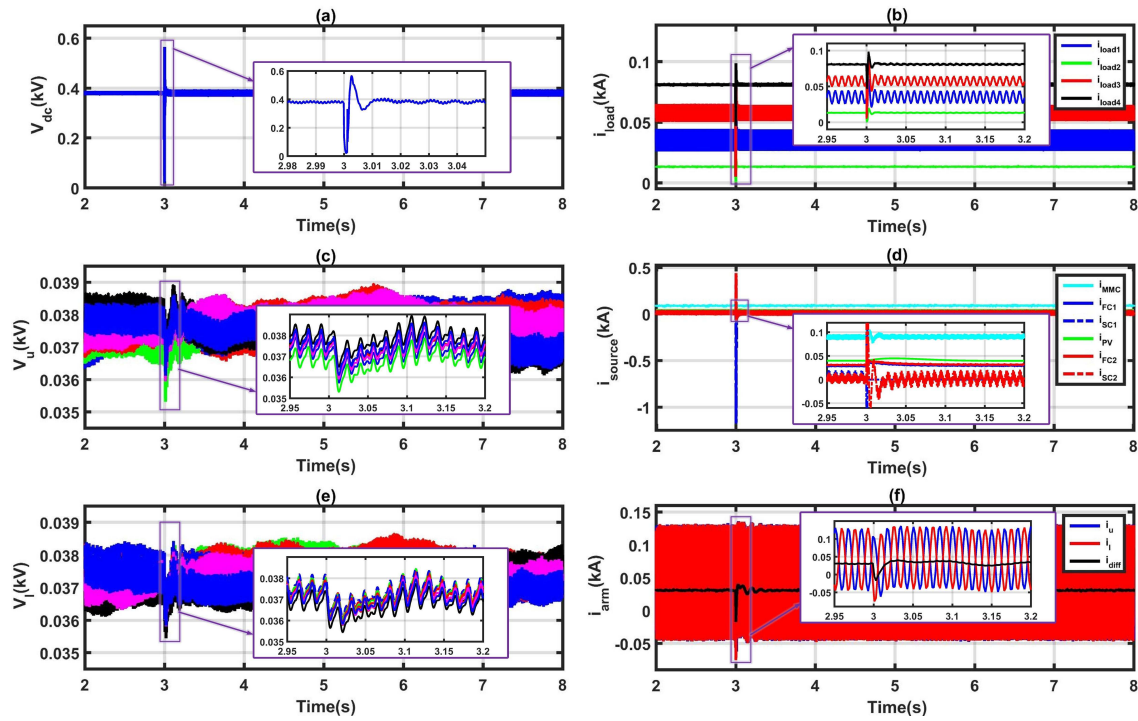 (a)
0.6
0.4
0.2
0
V_dc(kV)
0.6
0.4
0.2
0
2.98 2.99 3 3.01 3.02 3.03 3.04
2 3 4 5 6 7 8
Time(s)
(b)
0.1
0.05
0
i_load(kA)
0.1
0.05
0
2.95 3 3.05 3.1 3.15 3.2
i_load1
i_load2
i_load3
i_load4
2 3 4 5 6 7 8
Time(s)
(c)
0.039
0.038
0.037
0.036
0.035
V_u(kV)
0.039
0.038
0.037
0.036
0.035
2.95 3 3.05 3.1 3.15 3.2
2 3 4 5 6 7 8
Time(s)
(d)
0.5
0
-0.5
-1
i_source(kA)
0.1
0.05
0
-0.05
2.95 3 3.05 3.1 3.15 3.2
i_MMC
i_FC1
i_SC1
i_PV
i_FC2
i_SC2
2 3 4 5 6 7 8
Time(s)
(e)
0.039
0.038
0.037
0.036
0.035
V_l(kV)
0.038
0.037
0.036
0.035
2.95 3 3.05 3.1 3.15 3.2
2 3 4 5 6 7 8
Time(s)
(f)
0.15
0.1
0.05
0
-0.05
i_arm(kA)
0.1
0.05
0
-0.05
2.95 3 3.05 3.1 3.15 3.2
i_u
i_l
i_diff
2 3 4 5 6 7 8
Time(s)